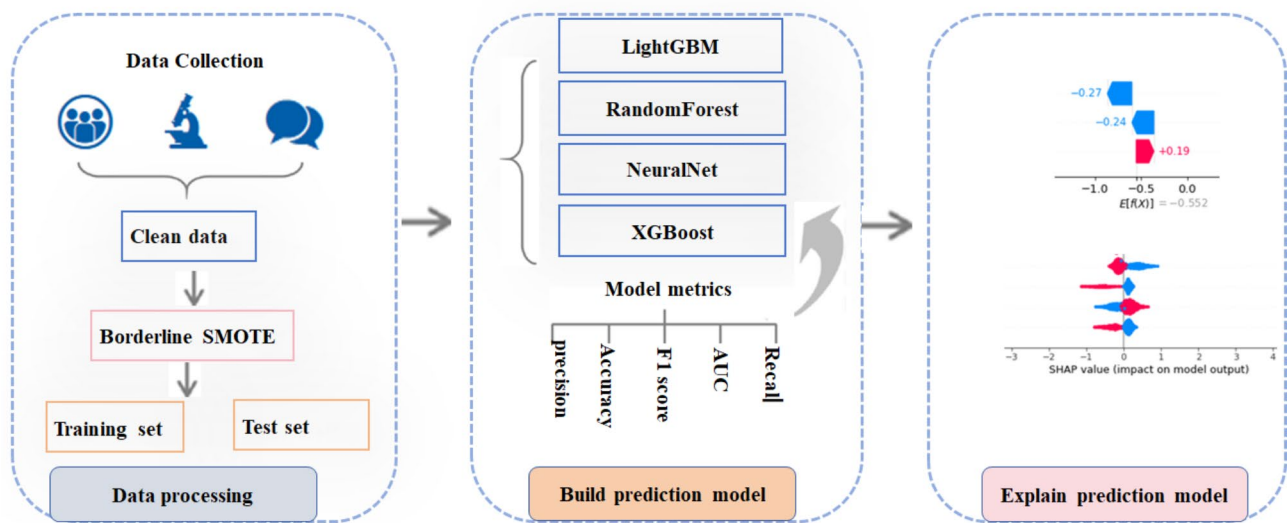 Data Collection
Clean data
Borderline SMOTE
Training set
Test set
Data processing
LightGBM
RandomForest
NeuralNet
XGBoost
Model metrics
precision
Accuracy
F1 score
AUC
Recall
Build prediction model
−0.27
−0.24
+0.19
−1.0 −0.5 0.0
E[f(X)] = −0.552
−3 −2 −1 0 1 2 3 4
SHAP value (impact on model output)
Explain prediction model